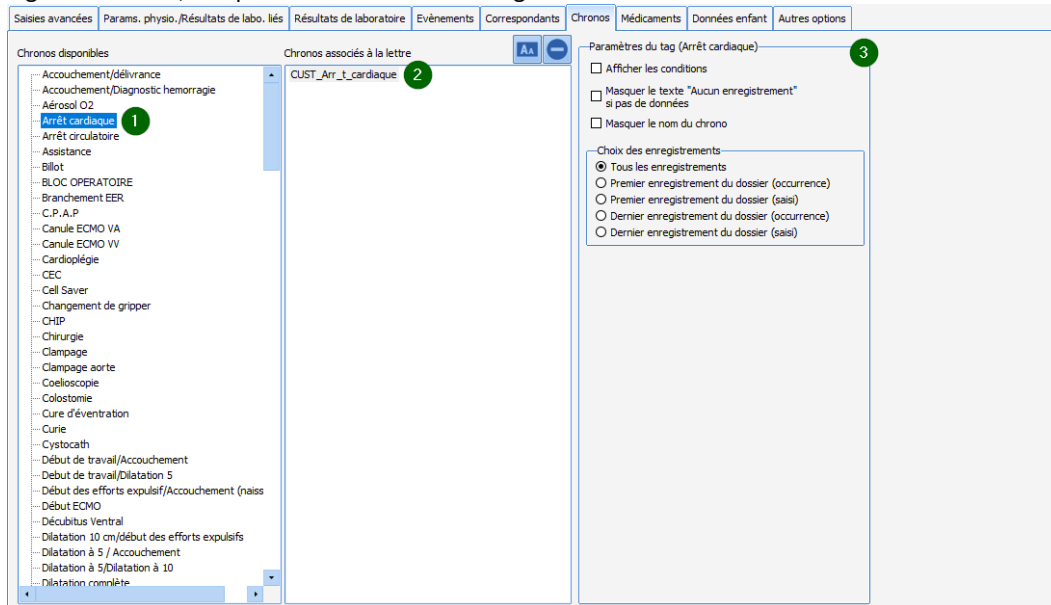 Saisies avancées Params. physio./Résultats de labo. liés Résultats de laboratoire Evènements Correspondants Chronos Médicaments Données enfant Autres options
Chronos disponibles
Accouchement/délivrance
Accouchement/Diagnostic hemorragie
Aérosol O2
Arrêt cardiaque 1
Arrêt circulatoire
Assistance
Billot
BLOC OPERATOIRE
Branchement EER
C.P.A.P
Canule ECMO VA
Canule ECMO VV
Cardioplégie
CEC
Cell Saver
Changement de gripper
CHIP
Chirurgie
Clampage
Clampage aorte
Coelioscopie
Colostomie
Cure d'éventration
Curie
Cystocath
Début de travail/Accouchement
Debut de travail/Dilatation 5
Début des efforts expulsif/Accouchement (naiss
Début ECMO
Décubitus Ventral
Dilatation 10 cm/début des efforts expulsifs
Dilatation à 5 / Accouchement
Dilatation à 5/Dilatation à 10
Dilatation complète
Chronos associés à la lettre
AA
CUST_Arr_t_cardiaque 2
Paramètres du tag (Arrêt cardiaque) 3
Afficher les conditions
Masquer le texte "Aucun enregistrement"
si pas de données
Masquer le nom du chrono
Choix des enregistrements
Tous les enregistrements
Premier enregistrement du dossier (occurrence)
Premier enregistrement du dossier (saisi)
Dernier enregistrement du dossier (occurrence)
Dernier enregistrement du dossier (saisi)